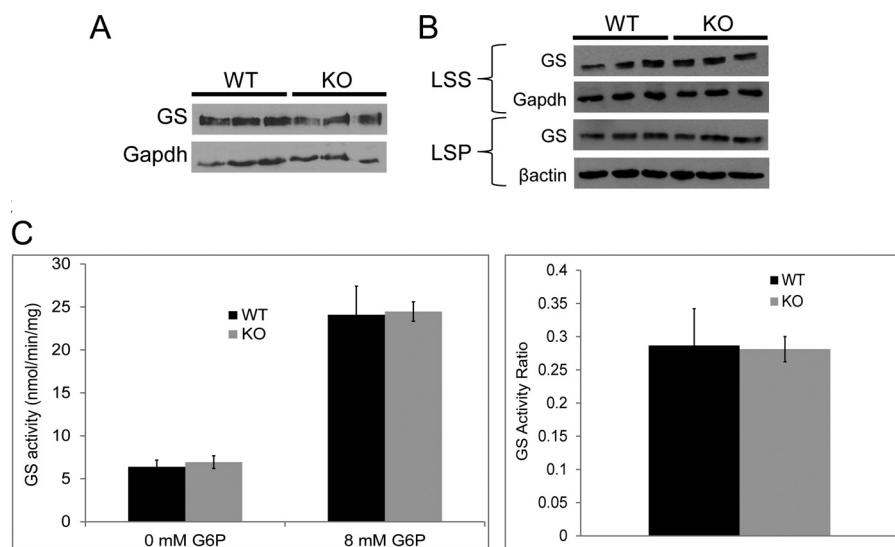 A
WT KO
GS
Gapdh
B
WT KO
LSS
GS
Gapdh
LSP
GS
βactin
C
GS activity (nmol/min/mg)
30
25
20
15
10
5
0
WT
KO
0 mM G6P 8 mM G6P
GS Activity Ratio
0.4
0.35
0.3
0.25
0.2
0.15
0.1
0.05
0
WT
KO